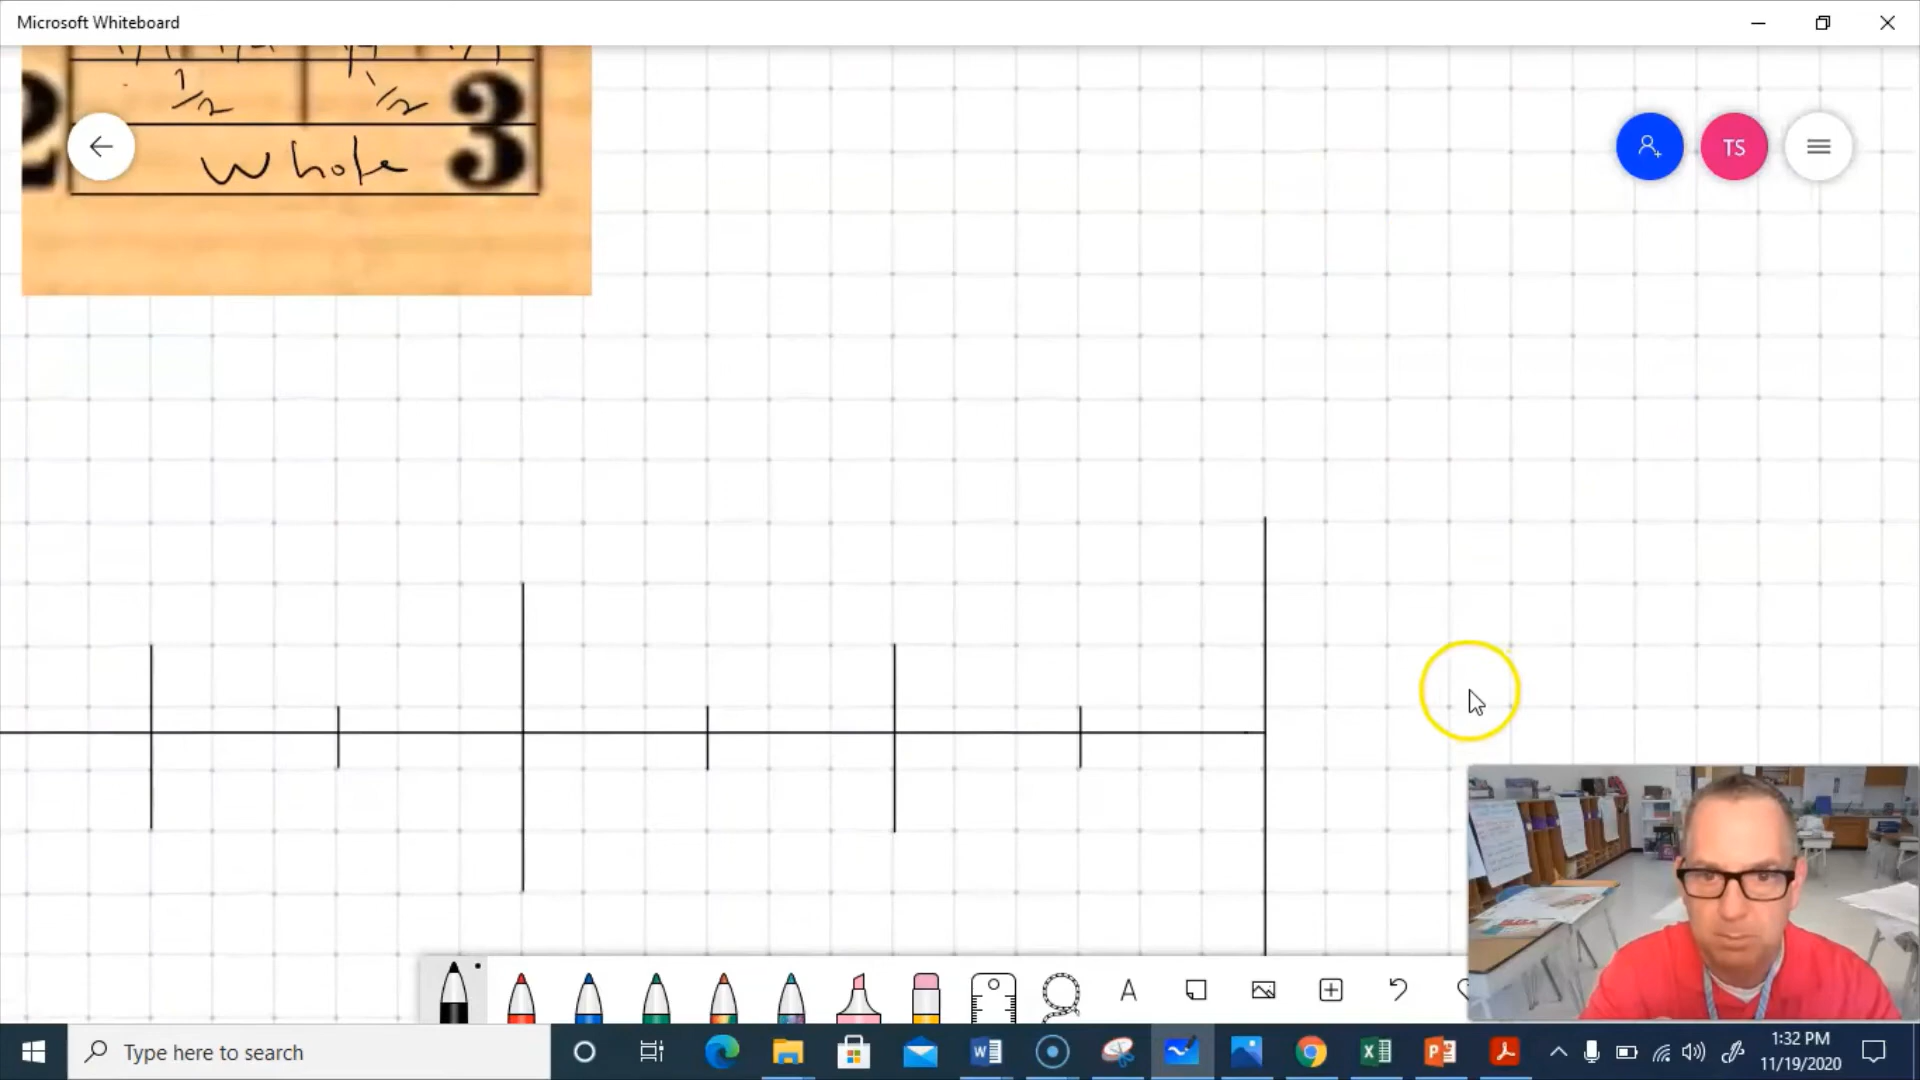 Microsoft Whiteboard
1/2 1/2
2 Whole 3
TS
A
Type here to search
1:32 PM
11/19/2020